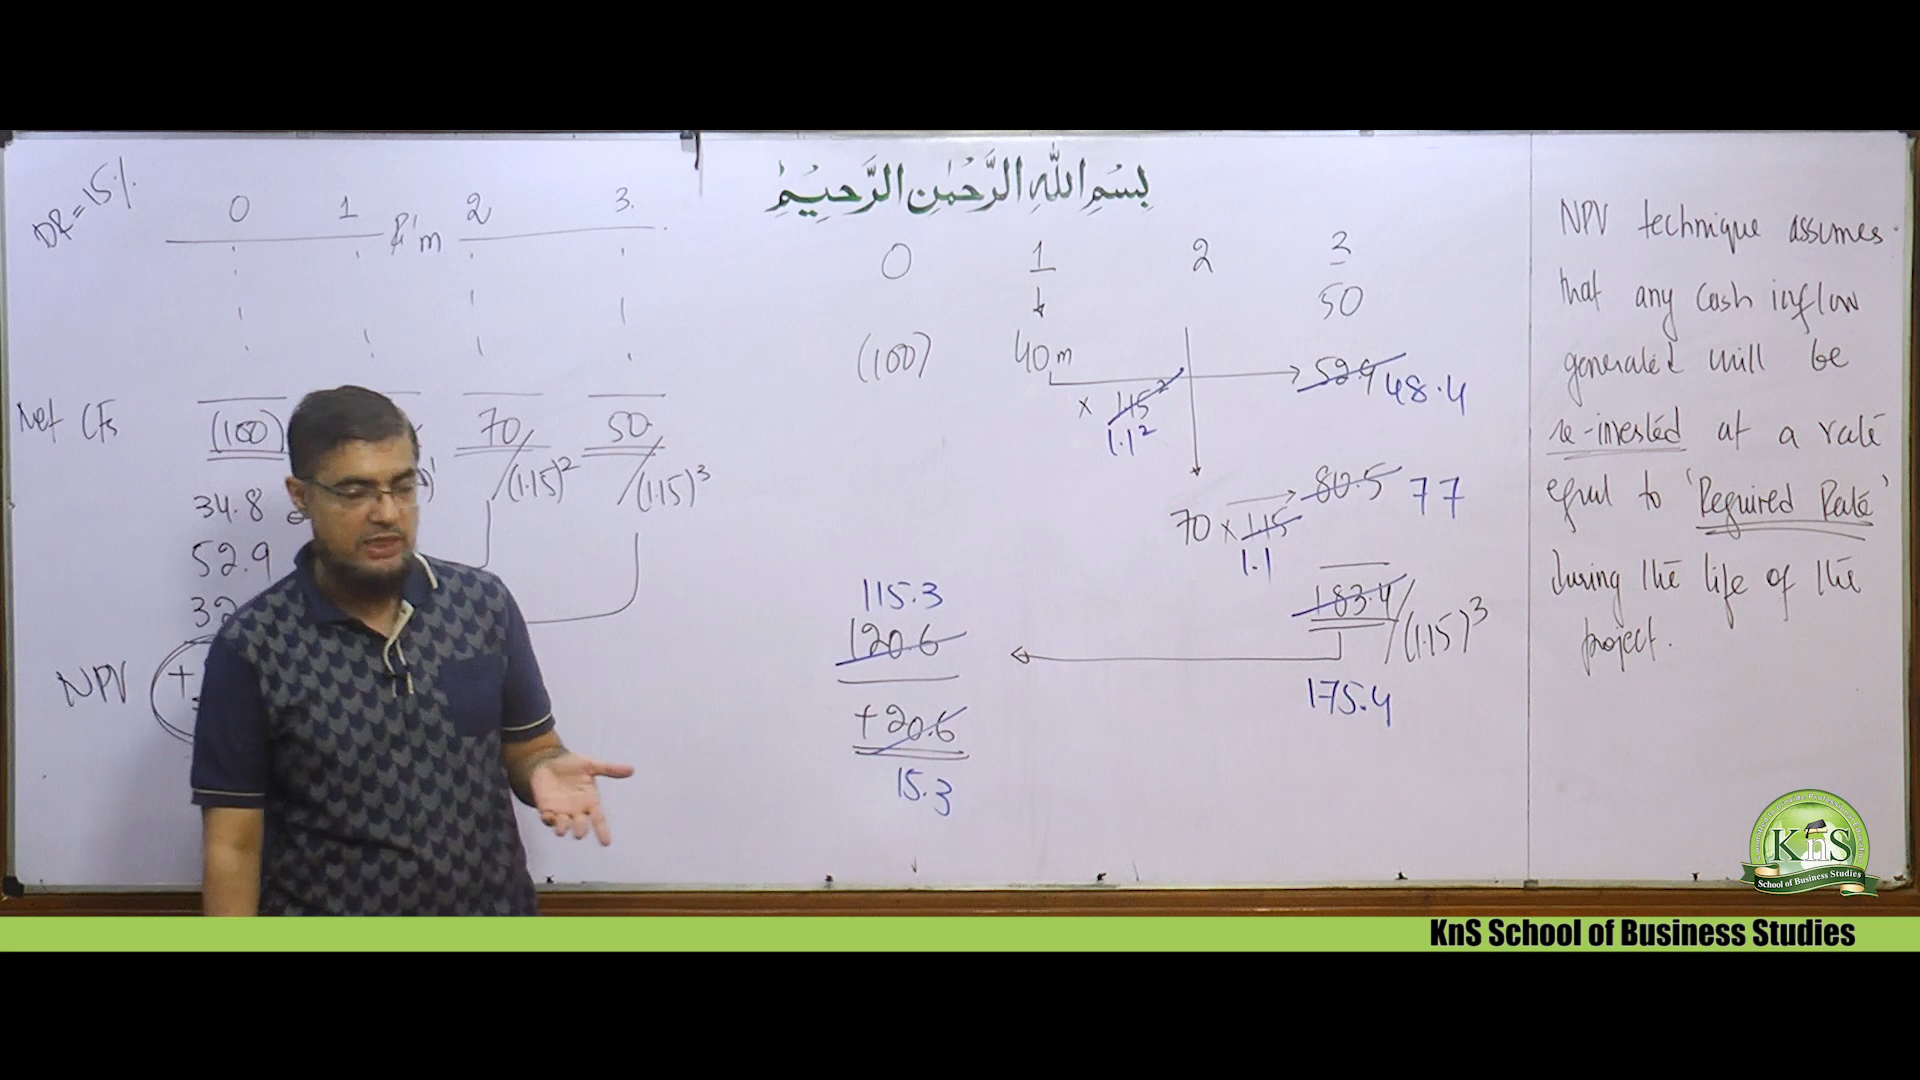 DR = 15%
0 1 2 3.
R'm
Net CFs (100) 70 50
/(1.15)² /(1.15)³
34.8
52.9
32
NPV +
بِسْمِ اللهِ الرَّحْمٰنِ الرَّحِيْمِ
0 1 2 3
50
(100) 40m 52.9 48.4
x 1.15²
1.1²
80.5 77
70 x 1.15
1.1
115.3
120.6
183.4/(1.15)³
175.4
+20.6
15.3
NPV technique assumes
that any cash inflow
generated will be
re-invested at a rate
equal to 'Required Rate'
during the life of the
project.
KnS
School of Business Studies
KnS School of Business Studies